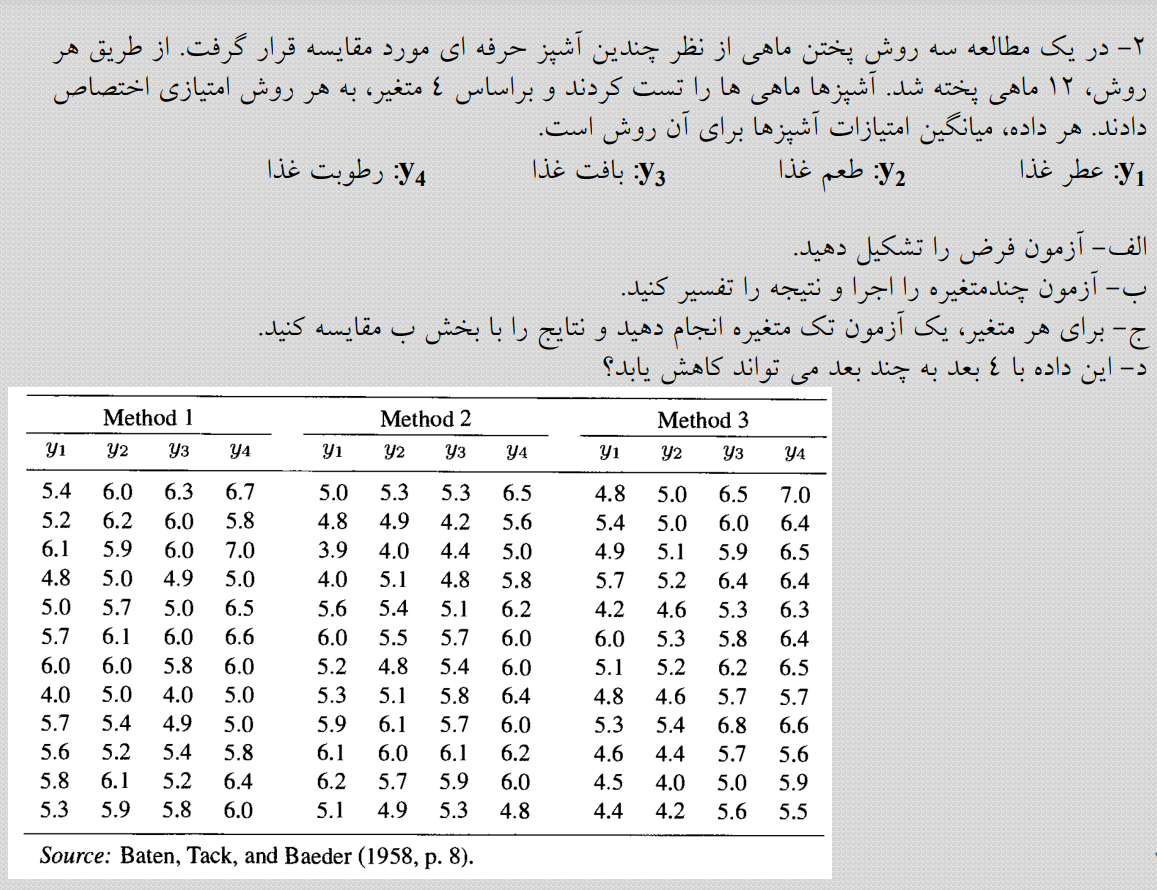 ۲- در یک مطالعه سه روش پختن ماهی از نظر چندین آشپز حرفه ای مورد مقایسه قرار گرفت. از طریق هر
روش، ۱۲ ماهی پخته شد. آشپزها ماهی ها را تست کردند و براساس ٤ متغیر، به هر روش امتیازی اختصاص
دادند. هر داده، میانگین امتیازات آشپزها برای آن روش است.
y1: عطر غذا y2: طعم غذا y3: بافت غذا y4: رطوبت غذا
الف- آزمون فرض را تشکیل دهید.
ب- آزمون چندمتغیره را اجرا و نتیجه را تفسیر کنید.
ج- برای هر متغیر، یک آزمون تک متغیره انجام دهید و نتایج را با بخش ب مقایسه کنید.
د- این داده با ٤ بعد به چند بعد می تواند کاهش یابد؟
Method 1 Method 2 Method 3
y1 y2 y3 y4 y1 y2 y3 y4 y1 y2 y3 y4
5.4 6.0 6.3 6.7 5.0 5.3 5.3 6.5 4.8 5.0 6.5 7.0
5.2 6.2 6.0 5.8 4.8 4.9 4.2 5.6 5.4 5.0 6.0 6.4
6.1 5.9 6.0 7.0 3.9 4.0 4.4 5.0 4.9 5.1 5.9 6.5
4.8 5.0 4.9 5.0 4.0 5.1 4.8 5.8 5.7 5.2 6.4 6.4
5.0 5.7 5.0 6.5 5.6 5.4 5.1 6.2 4.2 4.6 5.3 6.3
5.7 6.1 6.0 6.6 6.0 5.5 5.7 6.0 6.0 5.3 5.8 6.4
6.0 6.0 5.8 6.0 5.2 4.8 5.4 6.0 5.1 5.2 6.2 6.5
4.0 5.0 4.0 5.0 5.3 5.1 5.8 6.4 4.8 4.6 5.7 5.7
5.7 5.4 4.9 5.0 5.9 6.1 5.7 6.0 5.3 5.4 6.8 6.6
5.6 5.2 5.4 5.8 6.1 6.0 6.1 6.2 4.6 4.4 5.7 5.6
5.8 6.1 5.2 6.4 6.2 5.7 5.9 6.0 4.5 4.0 5.0 5.9
5.3 5.9 5.8 6.0 5.1 4.9 5.3 4.8 4.4 4.2 5.6 5.5
Source: Baten, Tack, and Baeder (1958, p. 8).